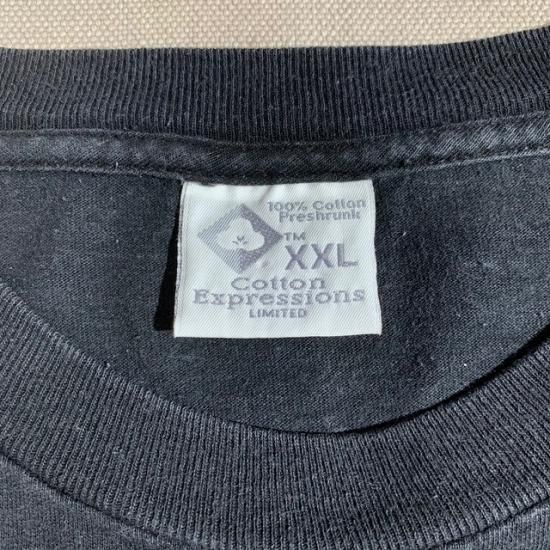 100% Cotton
Preshrunk
TM
XXL
Cotton
Expressions
LIMITED